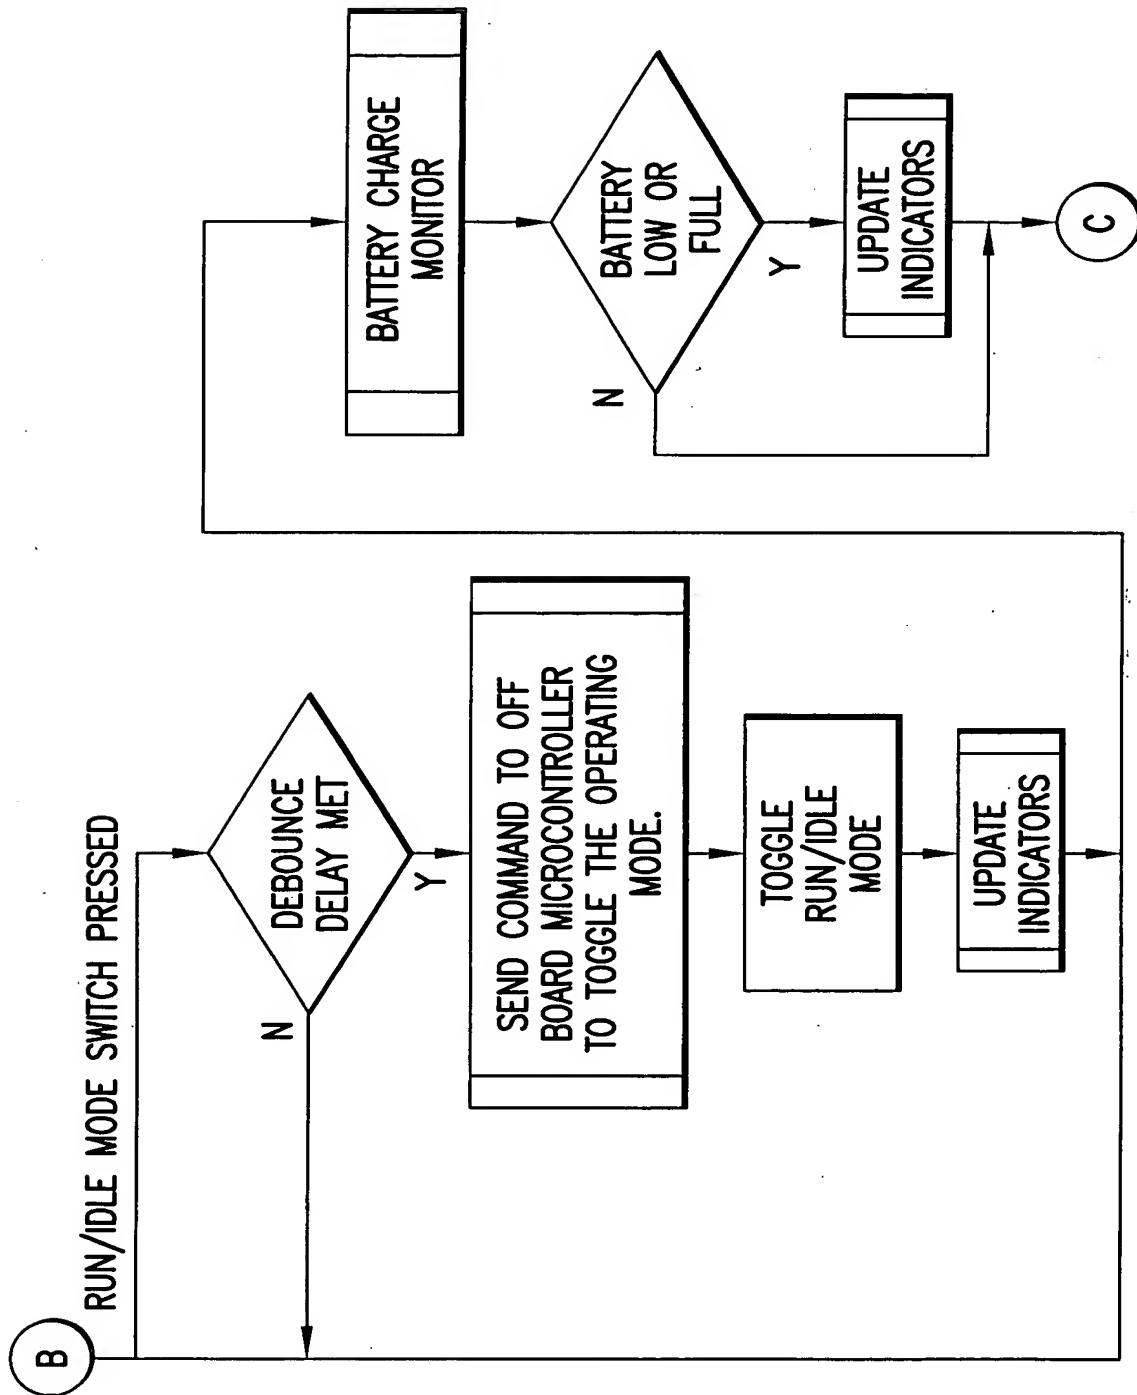 B
RUN/IDLE MODE SWITCH PRESSED
DEBOUNCE
DELAY MET
N
Y
SEND COMMAND TO OFF
BOARD MICROCONTROLLER
TO TOGGLE THE OPERATING
MODE.
TOGGLE
RUN/IDLE
MODE
UPDATE
INDICATORS
BATTERY CHARGE
MONITOR
BATTERY
LOW OR
FULL
N
Y
UPDATE
INDICATORS
C